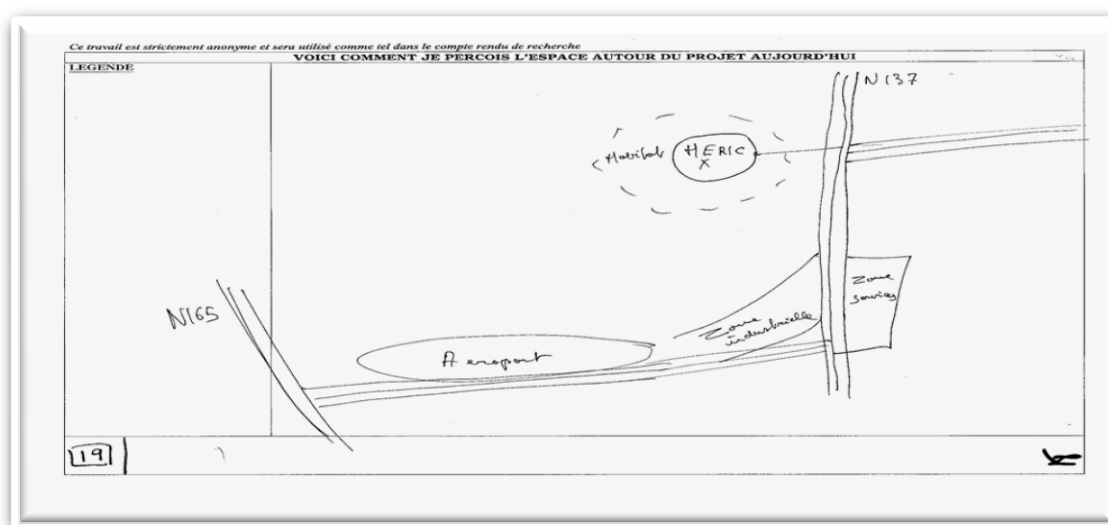 Ce travail est strictement anonyme et sera utilisé comme tel dans le compte rendu de recherche
VOICI COMMENT JE PERCOIS L'ESPACE AUTOUR DU PROJET AUJOURD'HUI
LEGENDE
N137
Habitat
HERIC
X
Zone
services
N165
Zone
industrielle
Aeroport
19